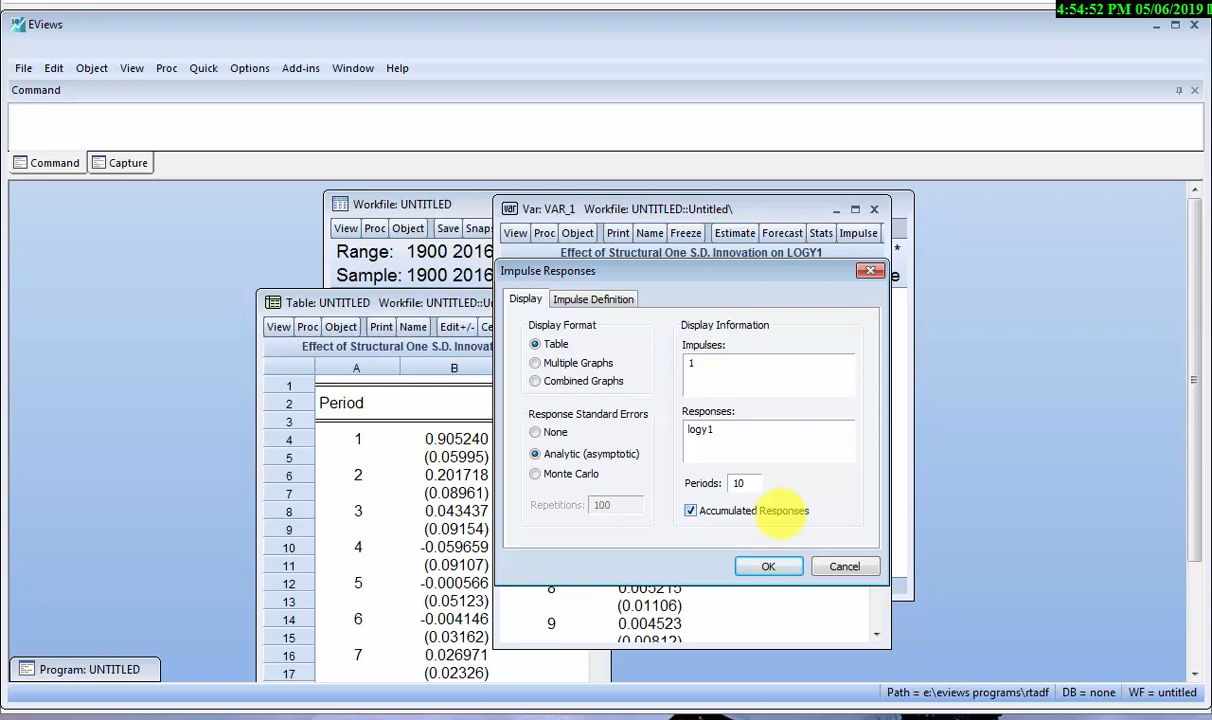 4:54:52 PM 05/06/2019
EViews
File Edit Object View Proc Quick Options Add-ins Window Help
Command
Command Capture
Workfile: UNTITLED
View Proc Object Save Snaps
Range: 1900 2016
Sample: 1900 2016
*
e
Var: VAR_1 Workfile: UNTITLED::Untitled\
View Proc Object Print Name Freeze Estimate Forecast Stats Impulse
Effect of Structural One S.D. Innovation on LOGY1
Table: UNTITLED Workfile: UNTITLED::Un
View Proc Object Print Name Edit+/- Ce
Effect of Structural One S.D. Innovat
A B
1
2 Period
3
4 1 0.905240
5 (0.05995)
6 2 0.201718
7 (0.08961)
8 3 0.043437
9 (0.09154)
10 4 -0.059659
11 (0.09107)
12 5 -0.000566
13 (0.05123)
14 6 -0.004146
15 (0.03162)
16 7 0.026971
17 (0.02326)
Impulse Responses
Display Impulse Definition
Display Format
Table
Multiple Graphs
Combined Graphs
Response Standard Errors
None
Analytic (asymptotic)
Monte Carlo
Repetitions: 100
Display Information
Impulses:
1
Responses:
logy1
Periods: 10
Accumulated Responses
OK Cancel
8 0.005215
(0.01106)
9 0.004523
(0.00812)
Program: UNTITLED
Path = e:\eviews programs\rtadf DB = none WF = untitled